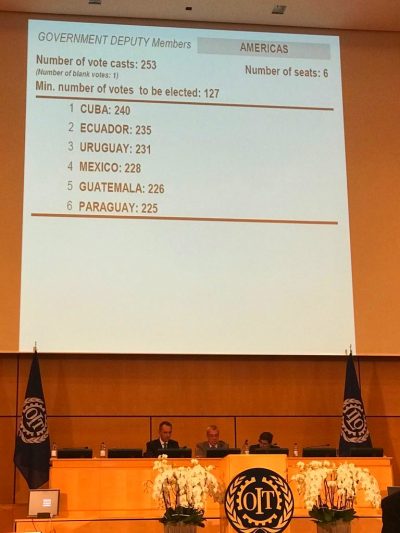 GOVERNMENT DEPUTY Members
AMERICAS
Number of vote casts: 253
Number of seats: 6
(Number of blank votes: 1)
Min. number of votes to be elected: 127
1 CUBA: 240
2 ECUADOR: 235
3 URUGUAY: 231
4 MEXICO: 228
5 GUATEMALA: 226
6 PARAGUAY: 225
OIT
OIT
OIT